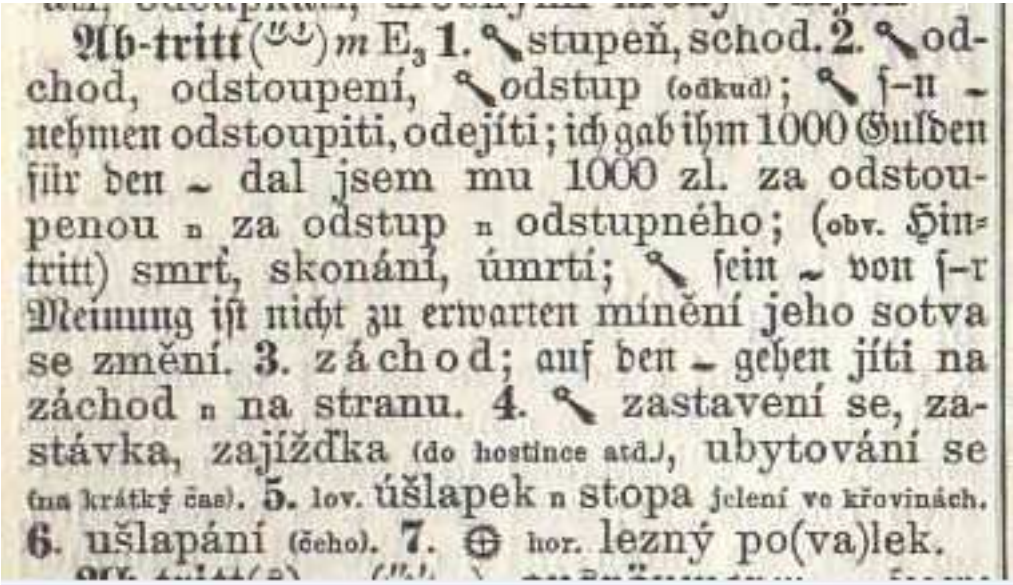 Ab-tritt (″‿) m E₃ 1. stupeň, schod. 2. od-
chod, odstoupení, odstup (odkud); s-n ~
nehmen odstoupiti, odejíti; ich gab ihm 1000 Gulden
für den ~ dal jsem mu 1000 zl. za odstou-
penou n za odstup n odstupného; (obv. Hin-
tritt) smrť, skonání, úmrtí; sein ~ von s-r
Meinung ist nicht zu erwarten mínění jeho sotva
se změní. 3. záchod; auf den ~ gehen jíti na
záchod n na stranu. 4. zastavení se, za-
stávka, zajížďka (do hostince atd.), ubytování se
(na krátký čas). 5. lov. úšlapek n stopa jelení ve křovinách.
6. ušlapání (čeho). 7. ⊕ hor. lezný po(va)lek.